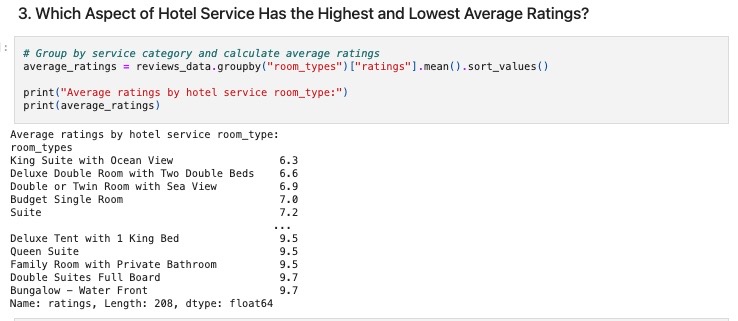 3. Which Aspect of Hotel Service Has the Highest and Lowest Average Ratings?
]:
# Group by service category and calculate average ratings
average_ratings = reviews_data.groupby("room_types")["ratings"].mean().sort_values()
print("Average ratings by hotel service room_type:")
print(average_ratings)
Average ratings by hotel service room_type:
room_types
King Suite with Ocean View 6.3
Deluxe Double Room with Two Double Beds 6.6
Double or Twin Room with Sea View 6.9
Budget Single Room 7.0
Suite 7.2
...
Deluxe Tent with 1 King Bed 9.5
Queen Suite 9.5
Family Room with Private Bathroom 9.5
Double Suites Full Board 9.7
Bungalow – Water Front 9.7
Name: ratings, Length: 208, dtype: float64